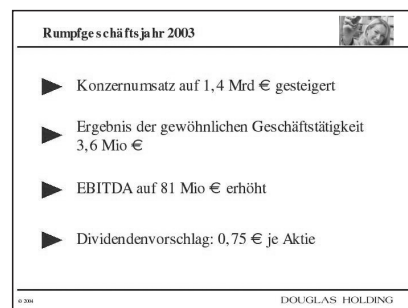 Rumpfgeschäftsjahr 2003
Konzernumsatz auf 1,4 Mrd € gesteigert
Ergebnis der gewöhnlichen Geschäftstätigkeit
3,6 Mio €
EBITDA auf 81 Mio € erhöht
Dividendenvorschlag: 0,75 € je Aktie
© 2004
DOUGLAS HOLDING